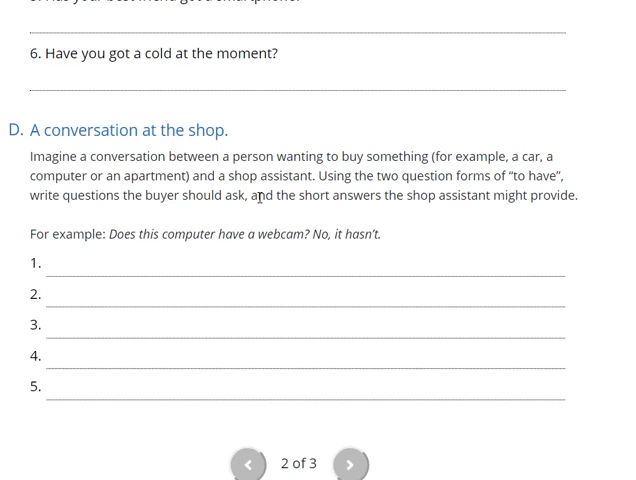 6. Have you got a cold at the moment?
D. A conversation at the shop.
Imagine a conversation between a person wanting to buy something (for example, a car, a
computer or an apartment) and a shop assistant. Using the two question forms of “to have”,
write questions the buyer should ask, and the short answers the shop assistant might provide.
For example: Does this computer have a webcam? No, it hasn’t.
1.
2.
3.
4.
5.
2 of 3